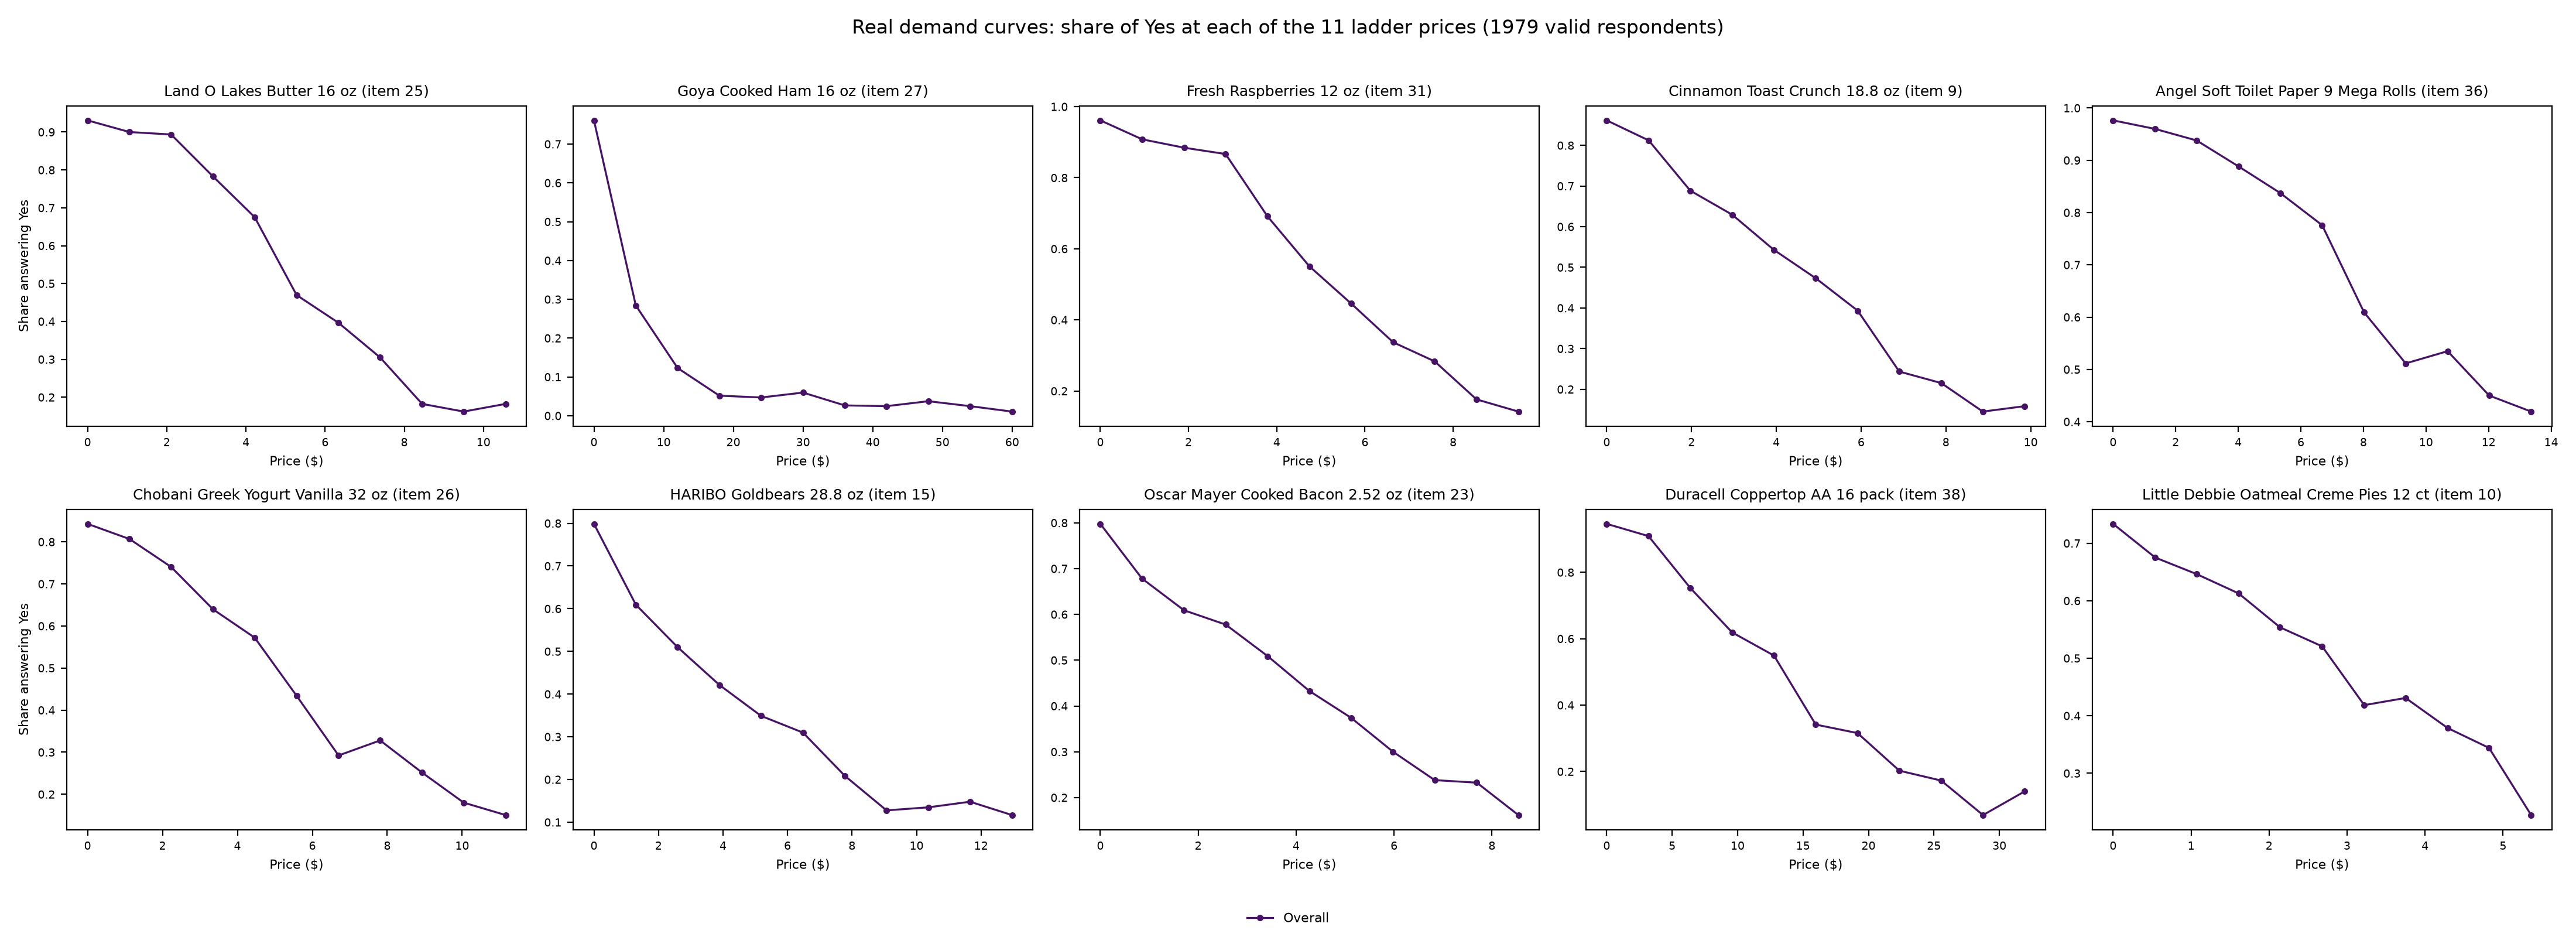 Real demand curves: share of Yes at each of the 11 ladder prices (1979 valid respondents)
Land O Lakes Butter 16 oz (item 25)
Share answering Yes
0.9
0.8
0.7
0.6
0.5
0.4
0.3
0.2
0 2 4 6 8 10
Price ($)
Goya Cooked Ham 16 oz (item 27)
0.7
0.6
0.5
0.4
0.3
0.2
0.1
0.0
0 10 20 30 40 50 60
Price ($)
Fresh Raspberries 12 oz (item 31)
1.0
0.8
0.6
0.4
0.2
0 2 4 6 8
Price ($)
Cinnamon Toast Crunch 18.8 oz (item 9)
0.8
0.7
0.6
0.5
0.4
0.3
0.2
0 2 4 6 8 10
Price ($)
Angel Soft Toilet Paper 9 Mega Rolls (item 36)
1.0
0.9
0.8
0.7
0.6
0.5
0.4
0 2 4 6 8 10 12 14
Price ($)
Chobani Greek Yogurt Vanilla 32 oz (item 26)
Share answering Yes
0.8
0.7
0.6
0.5
0.4
0.3
0.2
0 2 4 6 8 10
Price ($)
HARIBO Goldbears 28.8 oz (item 15)
0.8
0.7
0.6
0.5
0.4
0.3
0.2
0.1
0 2 4 6 8 10 12
Price ($)
Oscar Mayer Cooked Bacon 2.52 oz (item 23)
0.8
0.7
0.6
0.5
0.4
0.3
0.2
0 2 4 6 8
Price ($)
Duracell Coppertop AA 16 pack (item 38)
0.8
0.6
0.4
0.2
0 5 10 15 20 25 30
Price ($)
Little Debbie Oatmeal Creme Pies 12 ct (item 10)
0.7
0.6
0.5
0.4
0.3
0 1 2 3 4 5
Price ($)
Overall